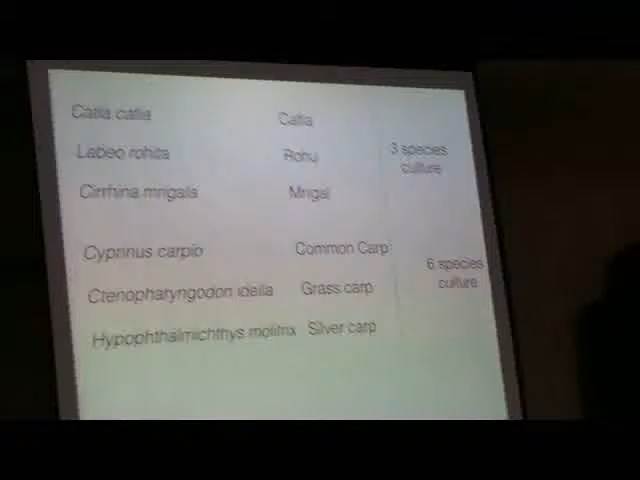 Catla catla Catla
Labeo rohita Rohu
3 species
culture
Cirrhina mrigala Mrigal
Cyprinus carpio Common Carp
6 species
culture
Ctenopharyngodon idella Grass carp
Hypophthalmichthys molitrix Silver carp